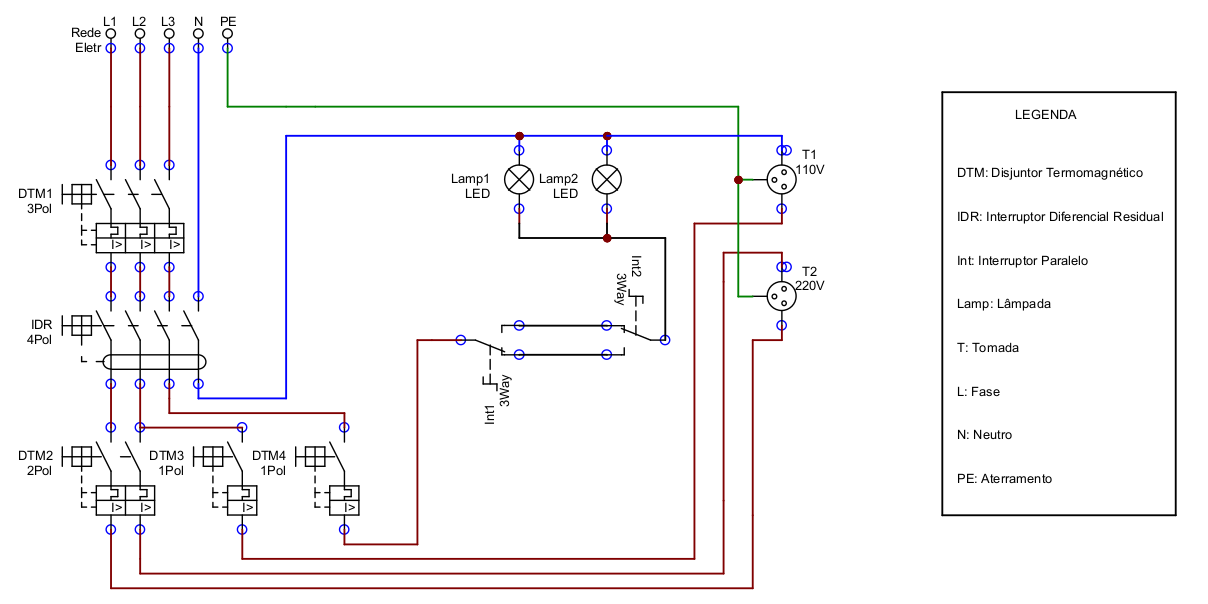 L1 L2 L3 N PE
Rede
Eletr
DTM1
3Pol
I> I> I>
IDR
4Pol
DTM2
2Pol
I> I>
DTM3
1Pol
I>
DTM4
1Pol
I>
Lamp1
LED
Lamp2
LED
Int1
3Way
Int2
3Way
T1
110V
T2
220V
LEGENDA
DTM: Disjuntor Termomagnético
IDR: Interruptor Diferencial Residual
Int: Interruptor Paralelo
Lamp: Lâmpada
T: Tomada
L: Fase
N: Neutro
PE: Aterramento